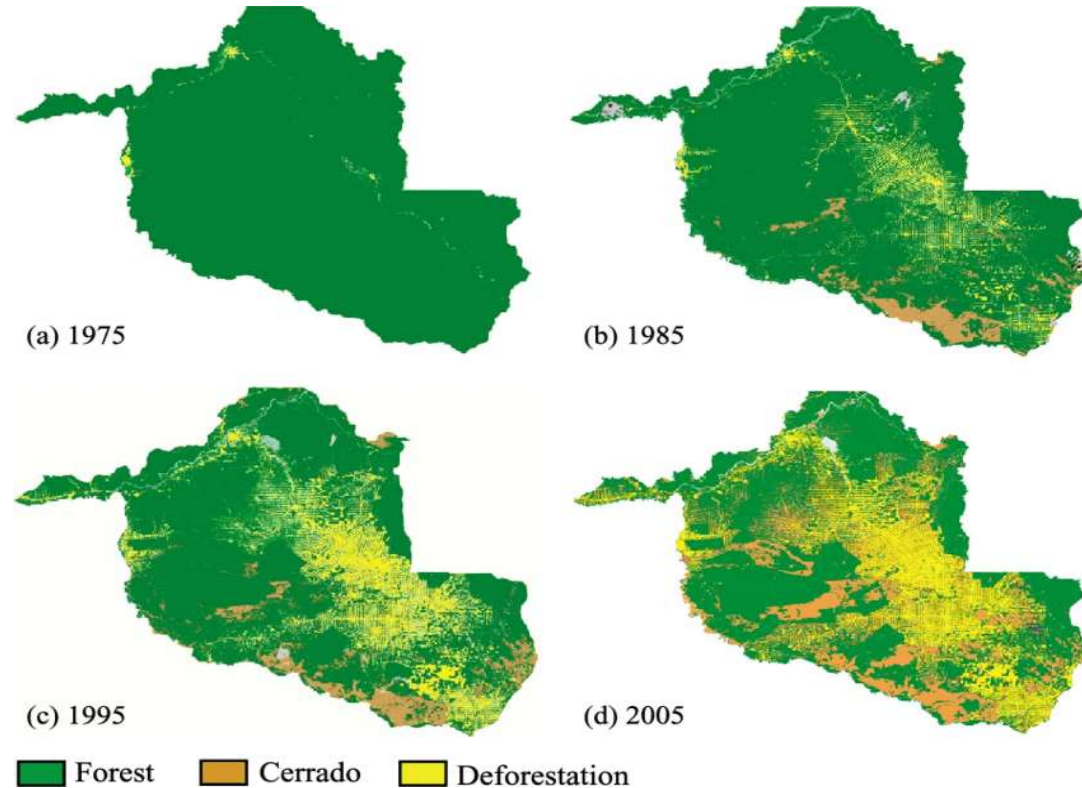 (a) 1975
(b) 1985
(c) 1995
(d) 2005
Forest
Cerrado
Deforestation